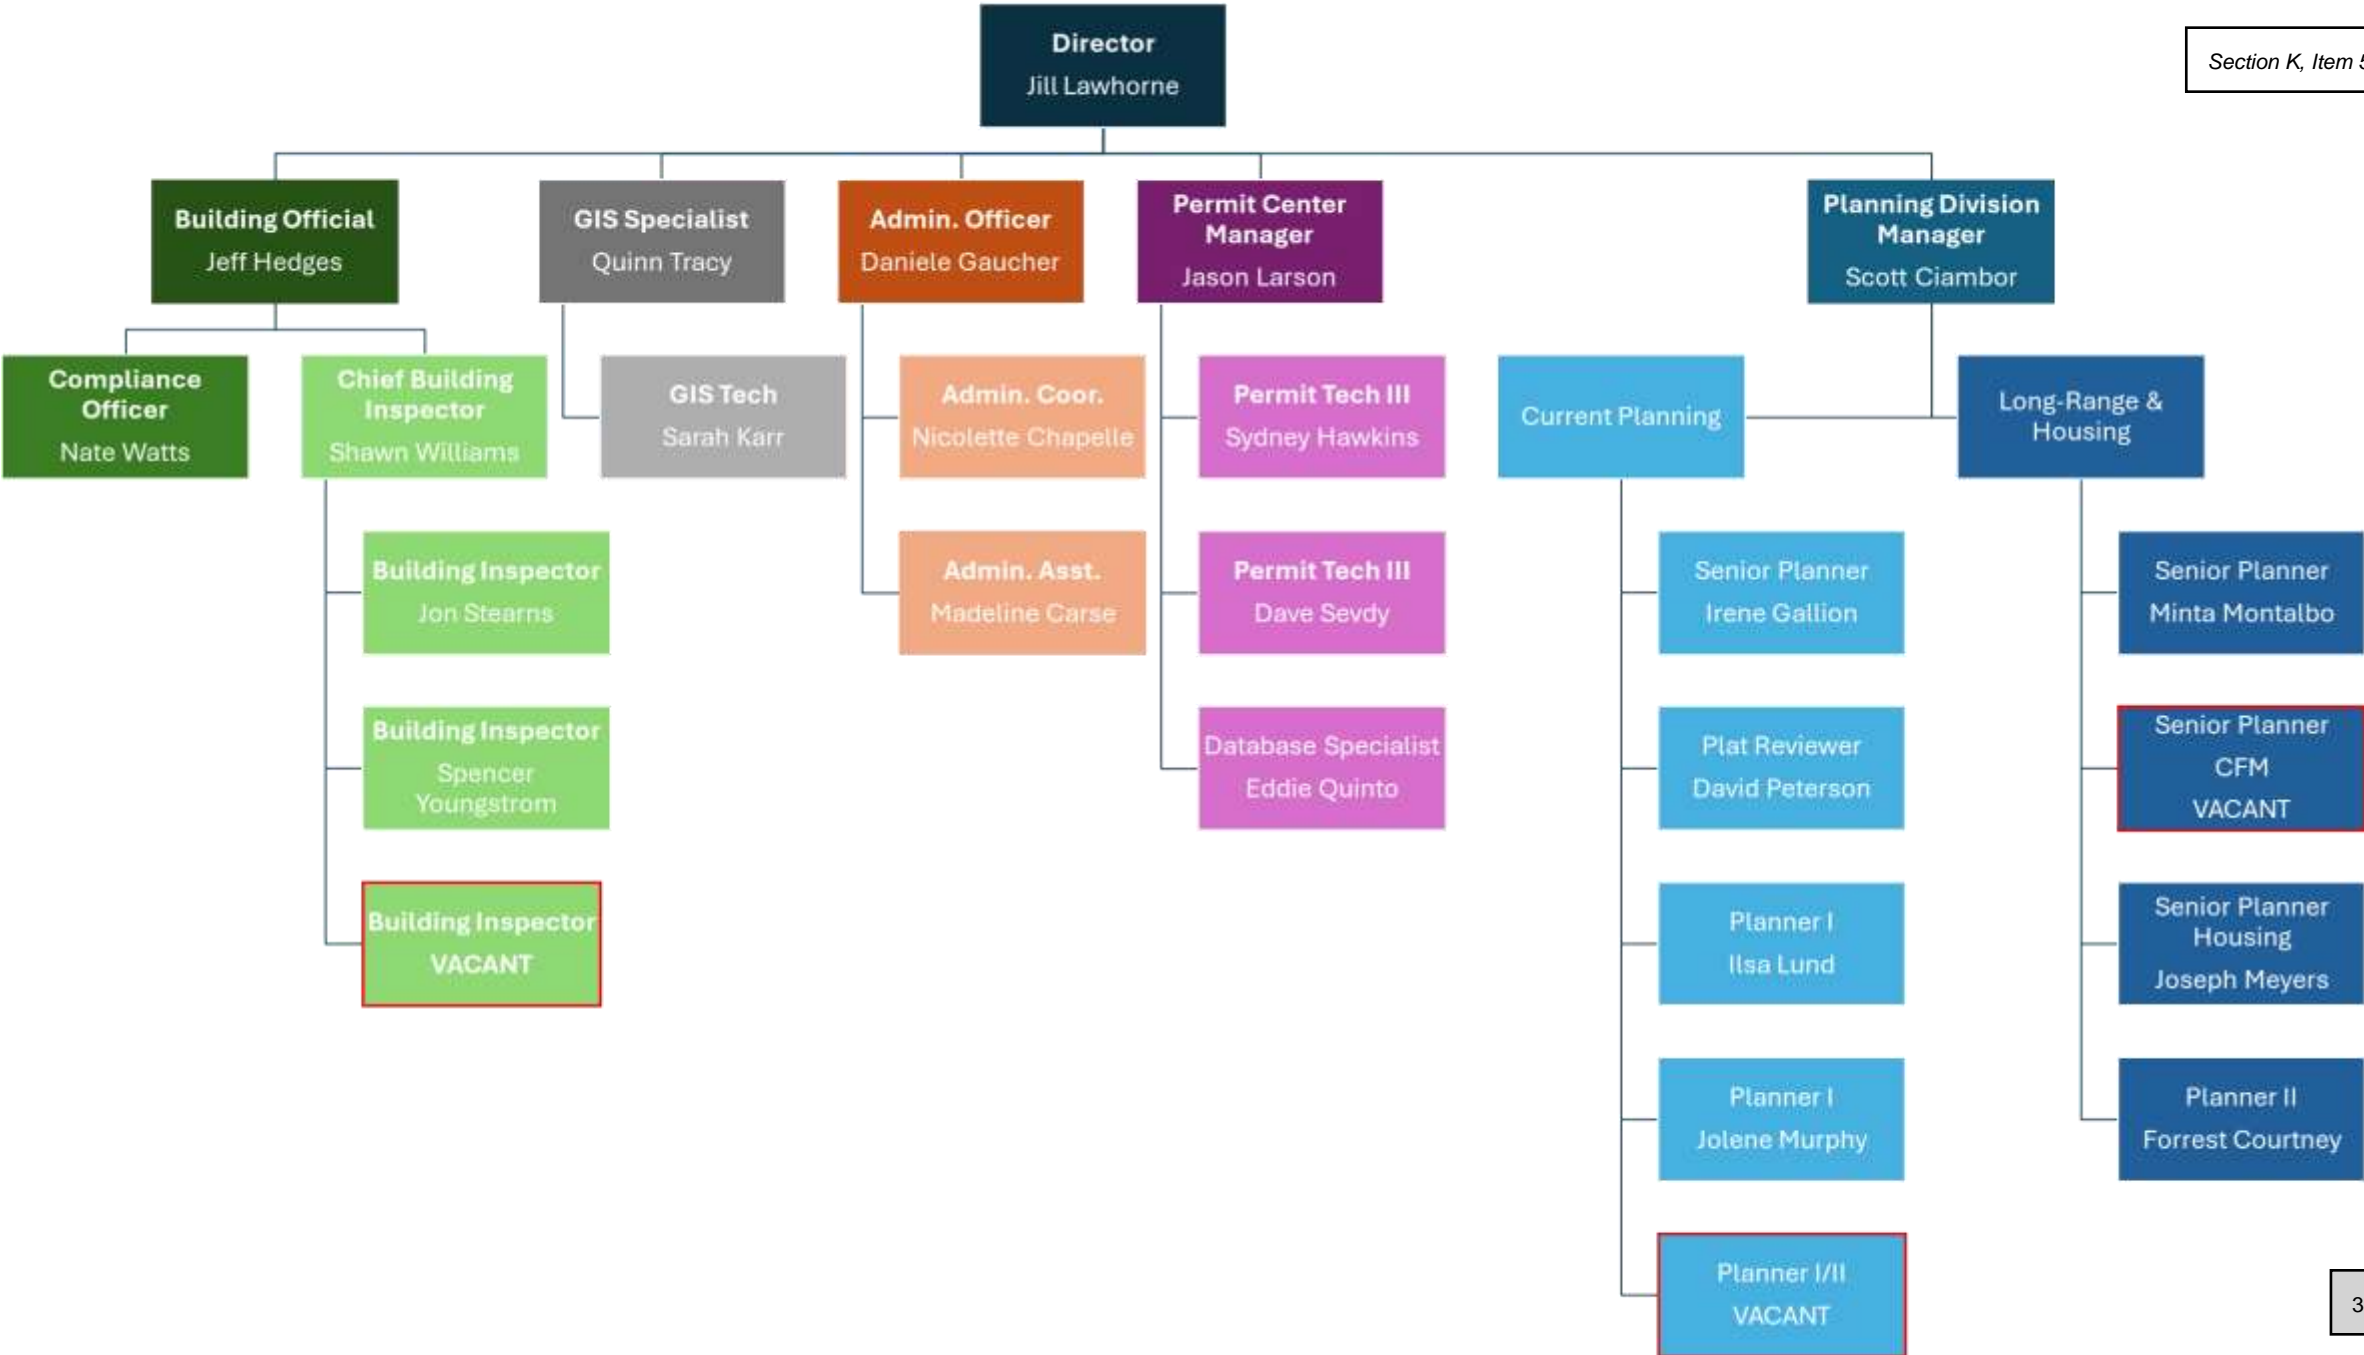 Section K, Item 5
Director
Jill Lawhorne
Building Official
Jeff Hedges
GIS Specialist
Quinn Tracy
Admin. Officer
Daniele Gaucher
Permit Center
Manager
Jason Larson
Planning Division
Manager
Scott Ciambor
Compliance
Officer
Nate Watts
Chief Building
Inspector
Shawn Williams
GIS Tech
Sarah Karr
Admin. Coor.
Nicolette Chapelle
Permit Tech III
Sydney Hawkins
Current Planning
Long-Range &
Housing
Building Inspector
Jon Stearns
Admin. Asst.
Madeline Carse
Permit Tech III
Dave Sevdy
Senior Planner
Irene Gallion
Senior Planner
Minta Montalbo
Building Inspector
Spencer
Youngstrom
Database Specialist
Eddie Quinto
Plat Reviewer
David Peterson
Senior Planner
CFM
VACANT
Building Inspector
VACANT
Planner I
Ilsa Lund
Senior Planner
Housing
Joseph Meyers
Planner I
Jolene Murphy
Planner II
Forrest Courtney
Planner I/II
VACANT
3